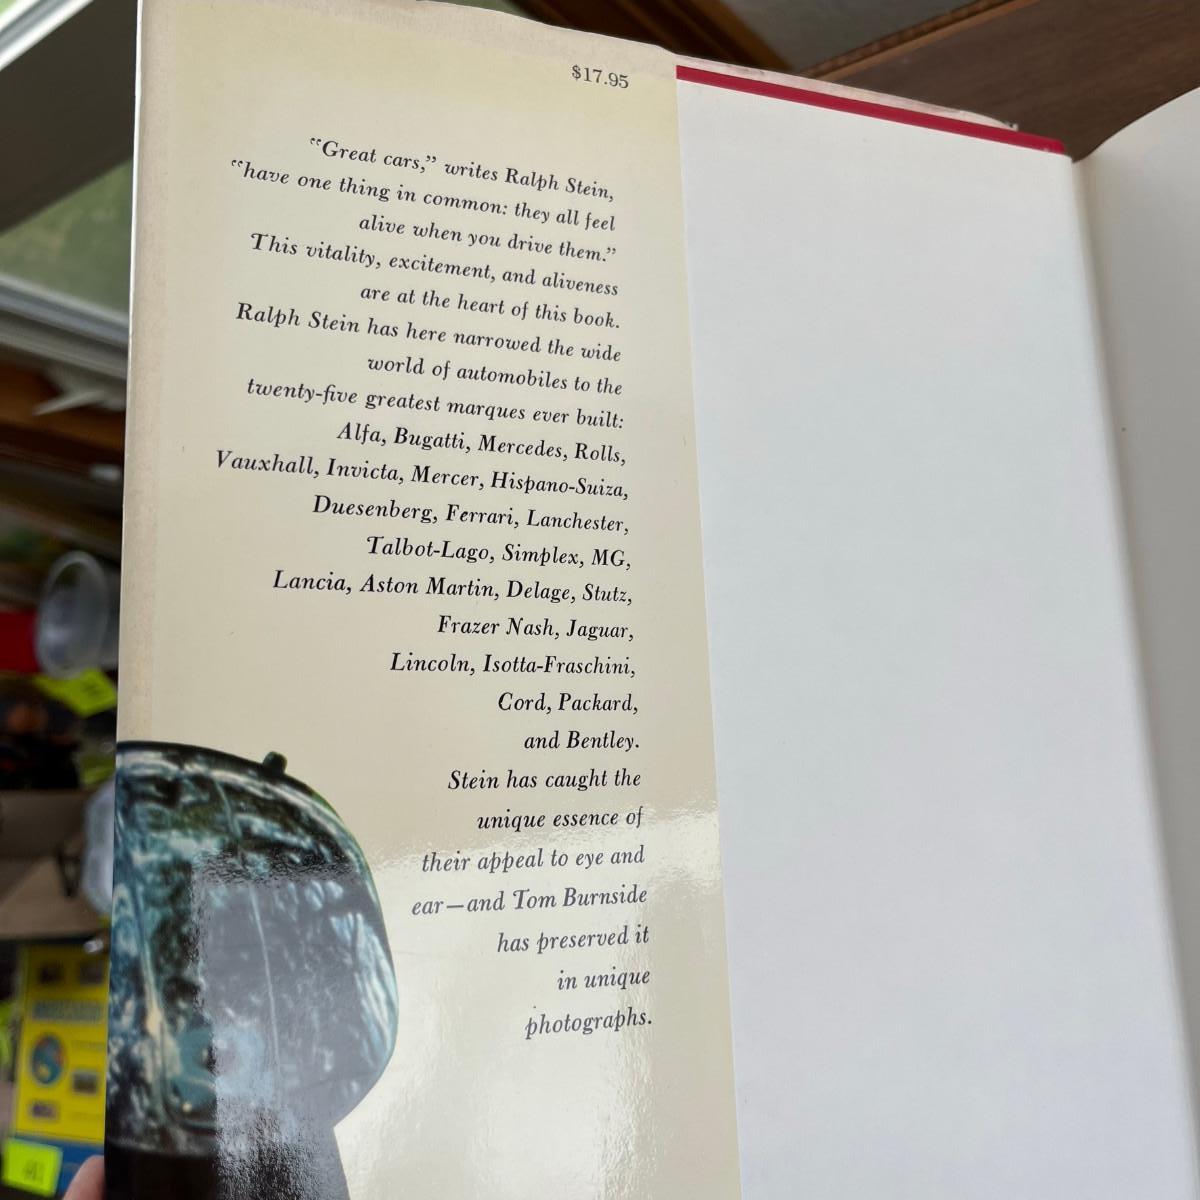 $17.95
“Great cars,” writes Ralph Stein,
“have one thing in common: they all feel
alive when you drive them.”
This vitality, excitement, and aliveness
are at the heart of this book.
Ralph Stein has here narrowed the wide
world of automobiles to the
twenty-five greatest marques ever built:
Alfa, Bugatti, Mercedes, Rolls,
Vauxhall, Invicta, Mercer, Hispano-Suiza,
Duesenberg, Ferrari, Lanchester,
Talbot-Lago, Simplex, MG,
Lancia, Aston Martin, Delage, Stutz,
Frazer Nash, Jaguar,
Lincoln, Isotta-Fraschini,
Cord, Packard,
and Bentley.
Stein has caught the
unique essence of
their appeal to eye and
ear—and Tom Burnside
has preserved it
in unique
photographs.